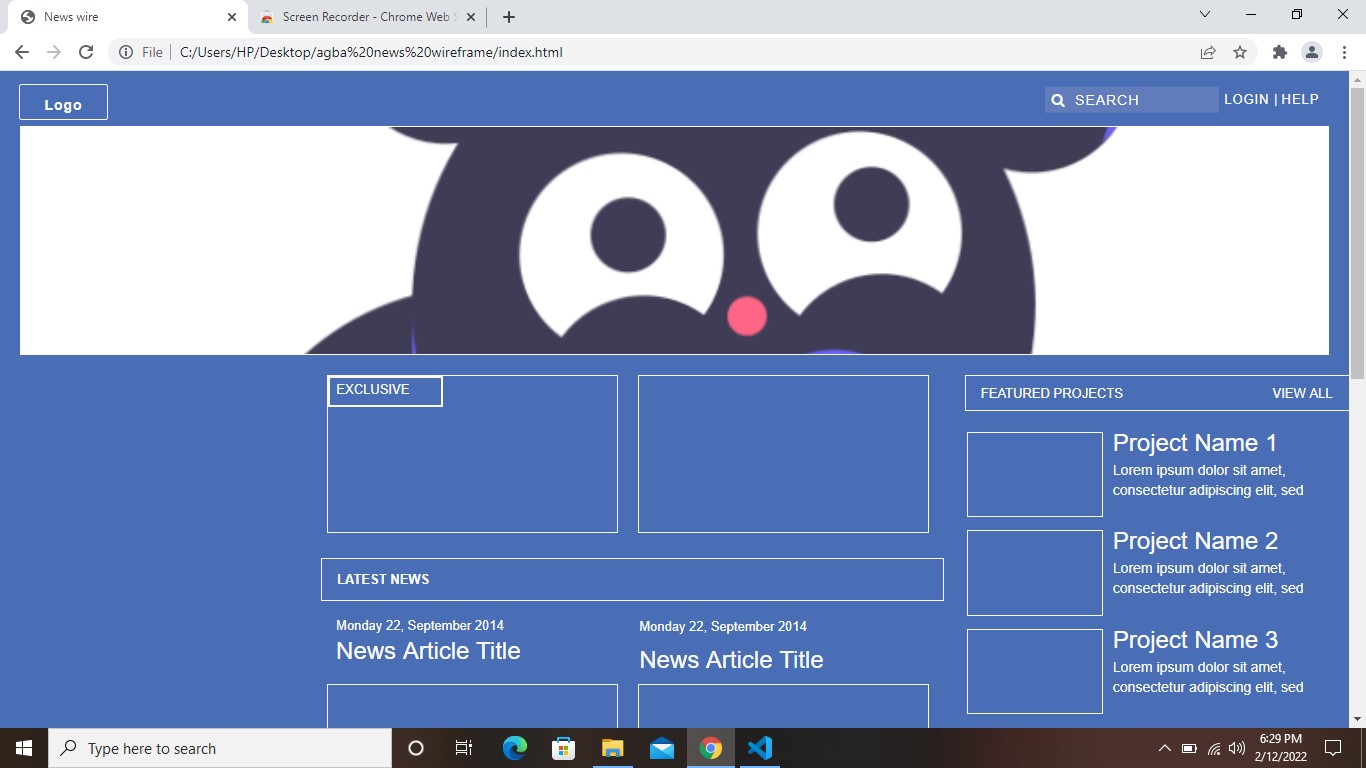 News wire
Screen Recorder - Chrome Web
File
C:/Users/HP/Desktop/agba%20news%20wireframe/index.html
Logo
SEARCH
LOGIN | HELP
EXCLUSIVE
LATEST NEWS
Monday 22, September 2014
News Article Title
Monday 22, September 2014
News Article Title
FEATURED PROJECTS
VIEW ALL
Project Name 1
Lorem ipsum dolor sit amet,
consectetur adipiscing elit, sed
Project Name 2
Lorem ipsum dolor sit amet,
consectetur adipiscing elit, sed
Project Name 3
Lorem ipsum dolor sit amet,
consectetur adipiscing elit, sed
Type here to search
6:29 PM
2/12/2022